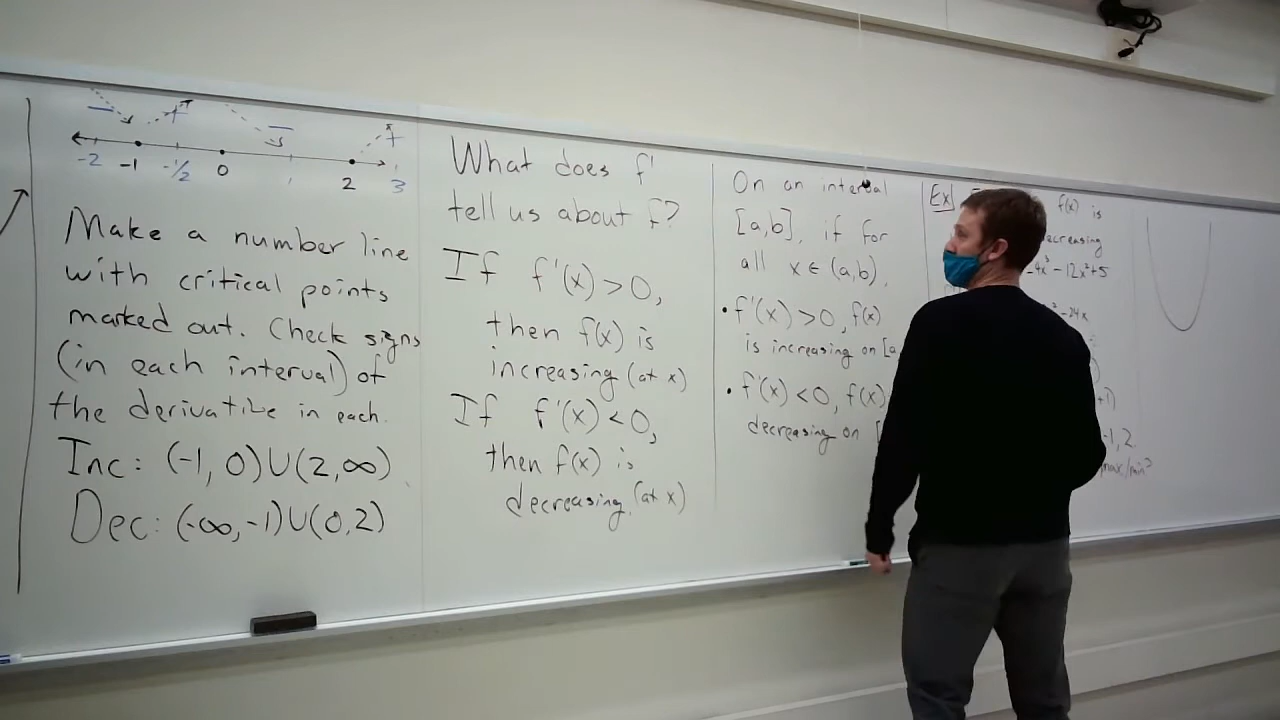 − + − +
-2 -1 -1/2 0 1 2 3
Make a number line
with critical points
marked out. Check signs
(in each interval) of
the derivative in each.
Inc: (-1, 0)∪(2, ∞)
Dec: (-∞, -1)∪(0, 2)
What does f'
tell us about f?
If f'(x) > 0,
then f(x) is
increasing (at x)
If f'(x) < 0,
then f(x) is
decreasing (at x)
On an interval
[a,b], if for
all x ∈ (a,b),
• f'(x) > 0, f(x)
is increasing on [a
• f'(x) < 0, f(x)
decreasing on [
Ex f(x) is
decreasing
-4x³ -12x² +5
-24x
+1)
-1, 2.
max/min?